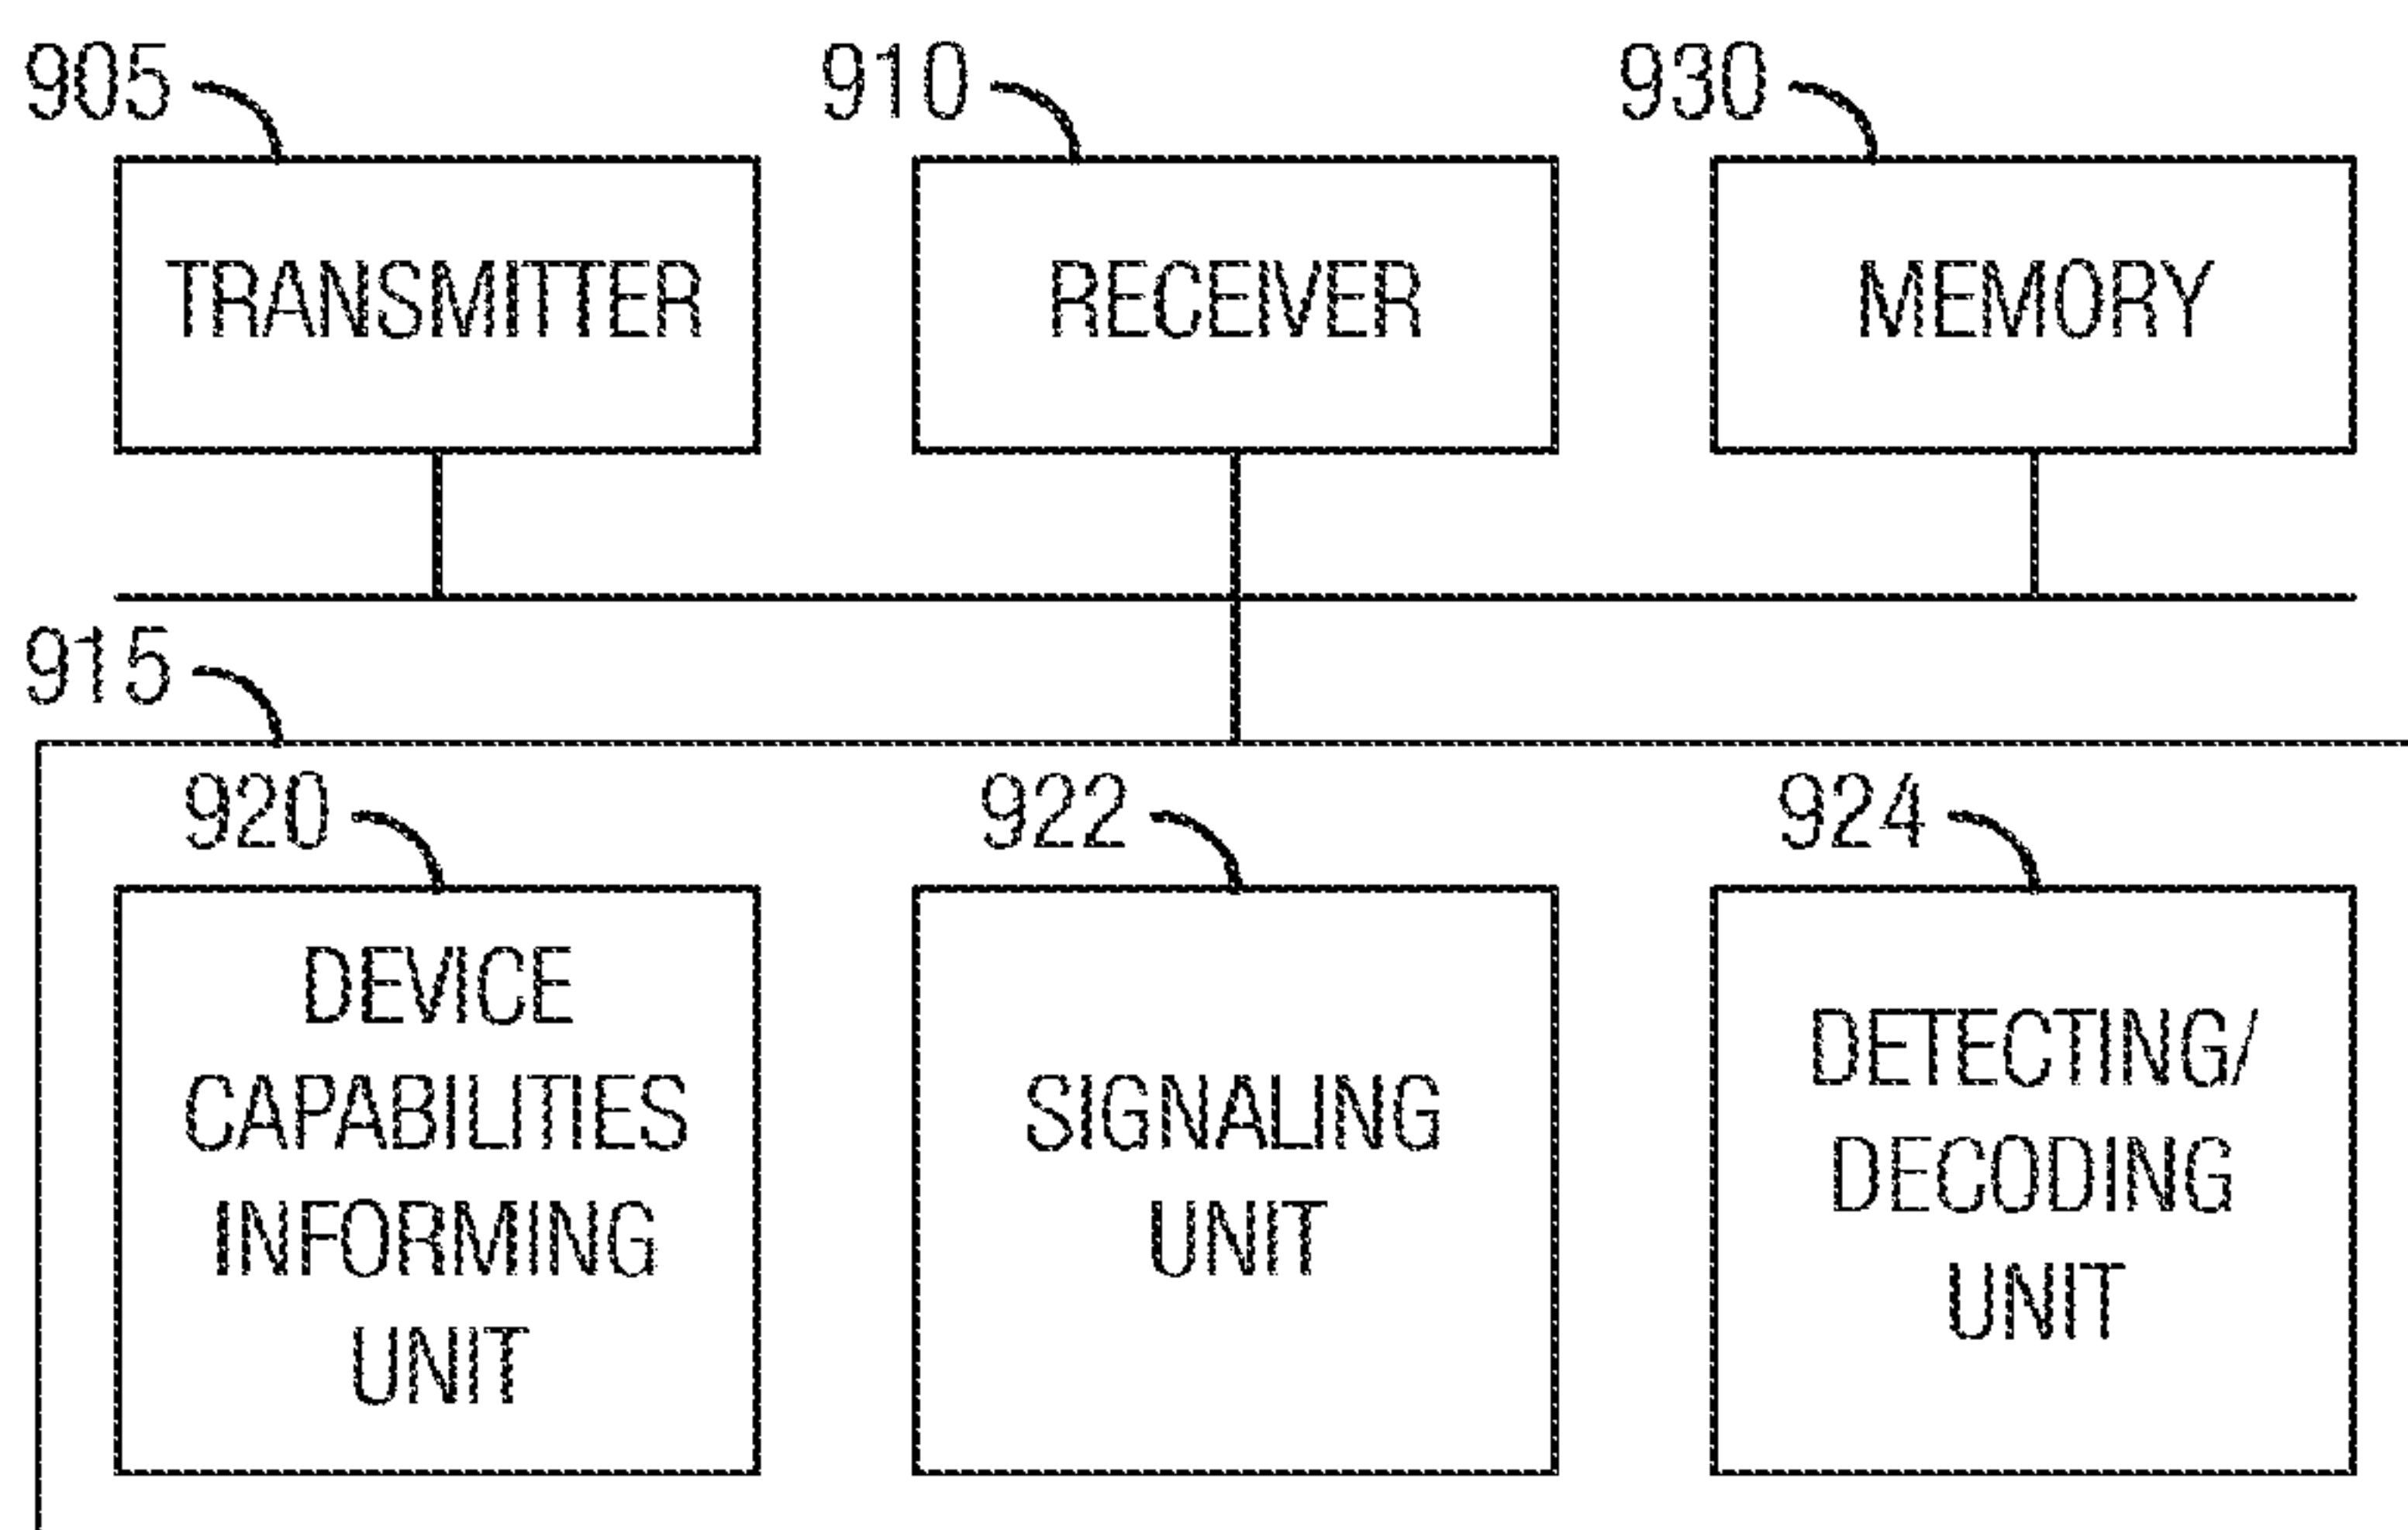 905
910
930
TRANSMITTER
RECEIVER
MEMORY
915
920
922
924
DEVICE
CAPABILITIES
INFORMING
UNIT
SIGNALING
UNIT
DETECTING/
DECODING
UNIT